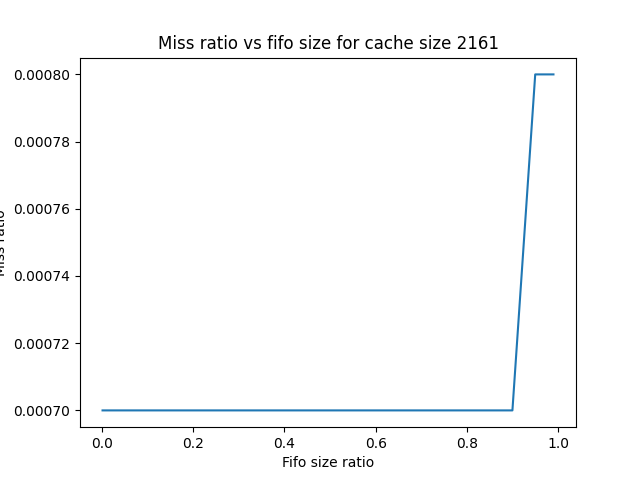 Miss ratio vs fifo size for cache size 2161
0.00080
0.00078
0.00076
0.00074
0.00072
0.00070
Miss ratio
0.0 0.2 0.4 0.6 0.8 1.0
Fifo size ratio